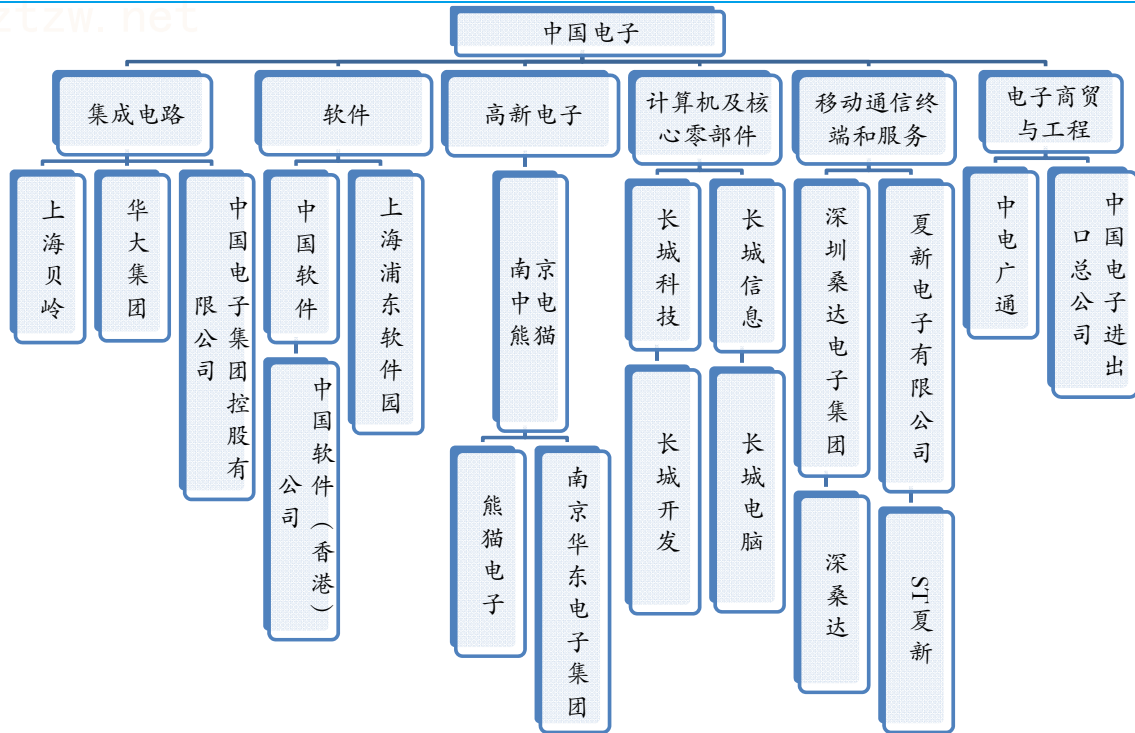 ztzw.net
中国电子
集成电路
软件
高新电子
计算机及核
心零部件
移动通信终
端和服务
电子商贸
与工程
上海贝岭
华大集团
中国电子集团控股有
限公司
中国软件
上海浦东软件园
南京
中电
熊猫
长城科技
长城信息
深圳桑达电子集团
夏新电子有限公司
中电广通
中国电子进出
口总公司
中国软件（香港）
公司
熊猫电子
南京华东电子集团
长城开发
长城电脑
深桑达
ST夏新